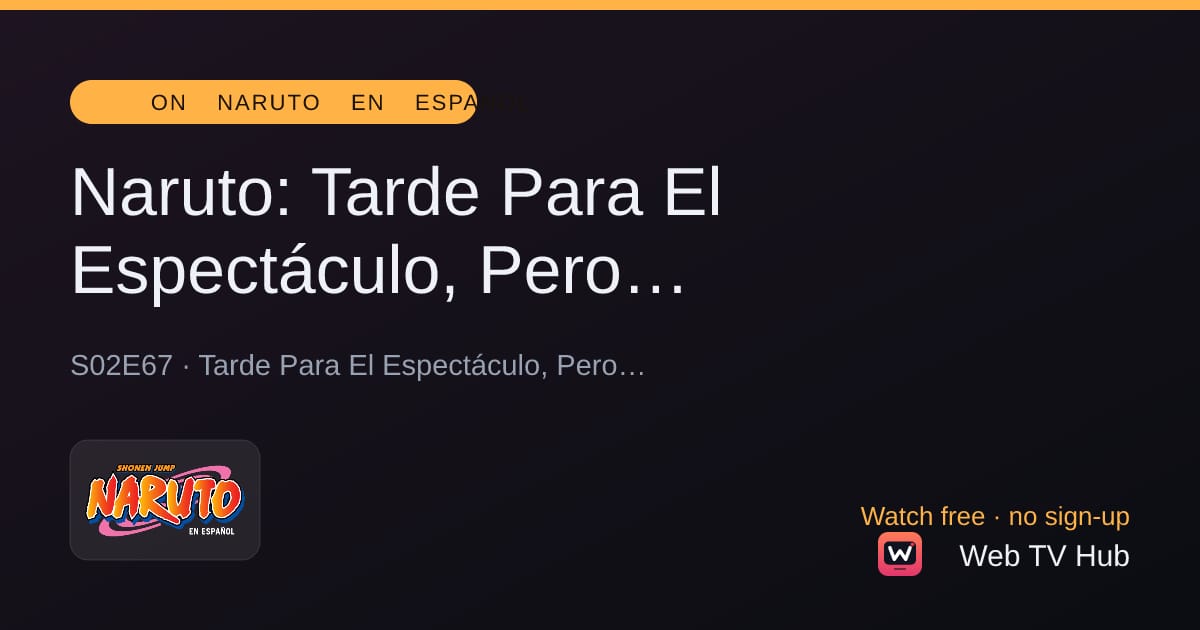 ON NARUTO EN ESPAÑOL
Naruto: Tarde Para El
Espectáculo, Pero…
S02E67 · Tarde Para El Espectáculo, Pero…
SHONEN JUMP
NARUTO
EN ESPAÑOL
Watch free · no sign-up
W
Web TV Hub